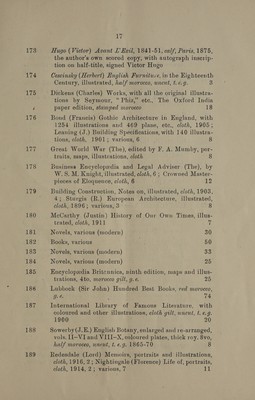 17
173 Hugo (Victor) Avant L'Exil, 1841-51, calf, Paris, 1875,
the author's own second copy, with autograph inscrip-
tion on half-title, signed Victor Hugo
174 Cescinsky (Herbert) English Furniture, in the Eighteenth
Century, illustrated, half morocco, uncut, t. e. g. 3
175 Dickens (Charles) Works, with all the original illustra-
tions by Seymour, "Phiz," etc., The Oxford India
paper edition, stamped morocco 18
176 Bond (Francis) Gothic Architecture in England, with
1254 illustrations and 469 plans, etc., cloth, 1905;
Leaning (J.) Building Specifications, with 140 illustra-
tions, cloth, 1901; various, 6 8
177 Great World War (The), edited by F. A. Mumby, por-
traits, maps, illustrations, cloth 8
178 Business Encyclopædia and Legal Adviser (The), by
W. S. M. Knight, illustrated, cloth, 6; Crowned Master-
pieces of Eloquence, cloth, 6 12
179 Building Construction, Notes on, illustrated, cloth, 1903,
4; Sturgis (R.) European Architecture, illustrated,
cloth, 1896; various, 3 8
180 McCarthy (Justin) History of Our Own Times, illus-
trated, cloth, 1911 7
181 Novels, various (modern) 30
182 Books, various 50
183 Novels, various (modern) 33
184 Novels, various (modern) 25
185 Encyclopædia Britannica, ninth edition, maps and illus-
trations, 4to, morocco gilt, g. e. 25
186 Lubbock (Sir John) Hundred Best Books, red morocco,
g. e. 74
187 International Library of Famous Literature, with
coloured and other illustrations, cloth gilt, uncut, t. e. g.
1900 20
188 Sowerby (J. E.) English Botany, enlarged and re-arranged,
vols. II-VI and VIII-X, coloured plates, thick roy. 8vo,
half morocco, uncut, t. e. g. 1863-70 8
189 Redesdale (Lord) Memoirs, portraits and illustrations,
cloth, 1916, 2; Nightingale (Florence) Life of, portraits,
cloth, 1914, 2; various, 7 11